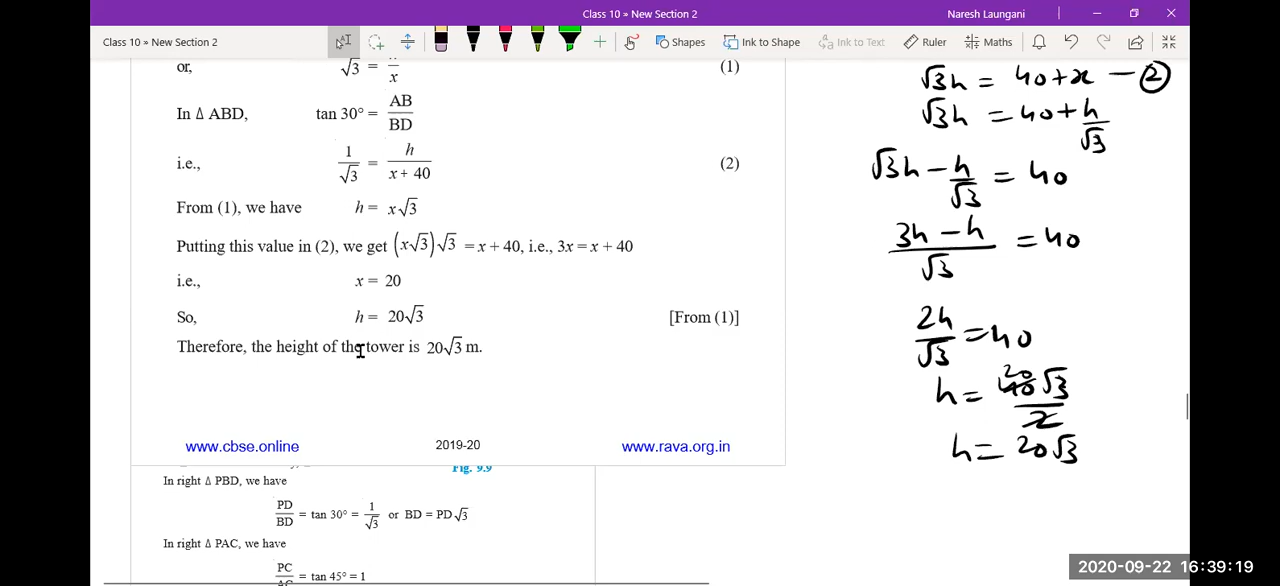 Class 10 » New Section 2
Naresh Laungani
Class 10 » New Section 2
Shapes
Ink to Shape
Ink to Text
Ruler
Maths
or, √3 = /x (1)
In Δ ABD, tan 30° = AB/BD
i.e., 1/√3 = h/(x + 40) (2)
From (1), we have h = x√3
Putting this value in (2), we get (x√3)√3 = x + 40, i.e., 3x = x + 40
i.e., x = 20
So, h = 20√3 [From (1)]
Therefore, the height of the tower is 20√3 m.
www.cbse.online 2019-20 www.rava.org.in
Fig. 9.9
In right Δ PBD, we have
PD/BD = tan 30° = 1/√3 or BD = PD√3
In right Δ PAC, we have
PC/AC = tan 45° = 1
√3h = 40+x — ②
√3h = 40+h/√3
√3h – h/√3 = 40
(3h – h)/√3 = 40
2h/√3 = 40
20
h = 40√3/2
h = 20√3
2020-09-22 16:39:19